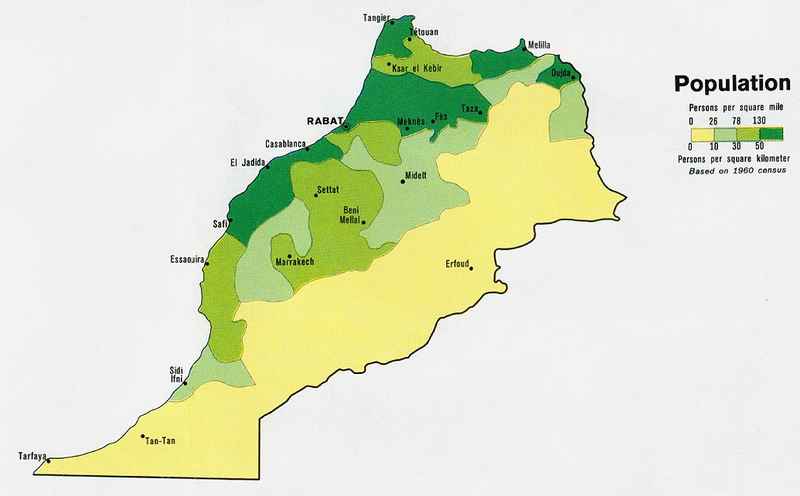 Tangier
Tétouan
Melilla
Ksar el Kebir
Oujda
Taza
Fès
Meknès
RABAT
Casablanca
El Jadida
Midelt
Settat
Beni
Mellal
Safi
Essaouira
Marrakech
Erfoud
Sidi
Ifni
Tan-Tan
Tarfaya
Population
Persons per square mile
0 26 78 130
0 10 30 50
Persons per square kilometer
Based on 1960 census